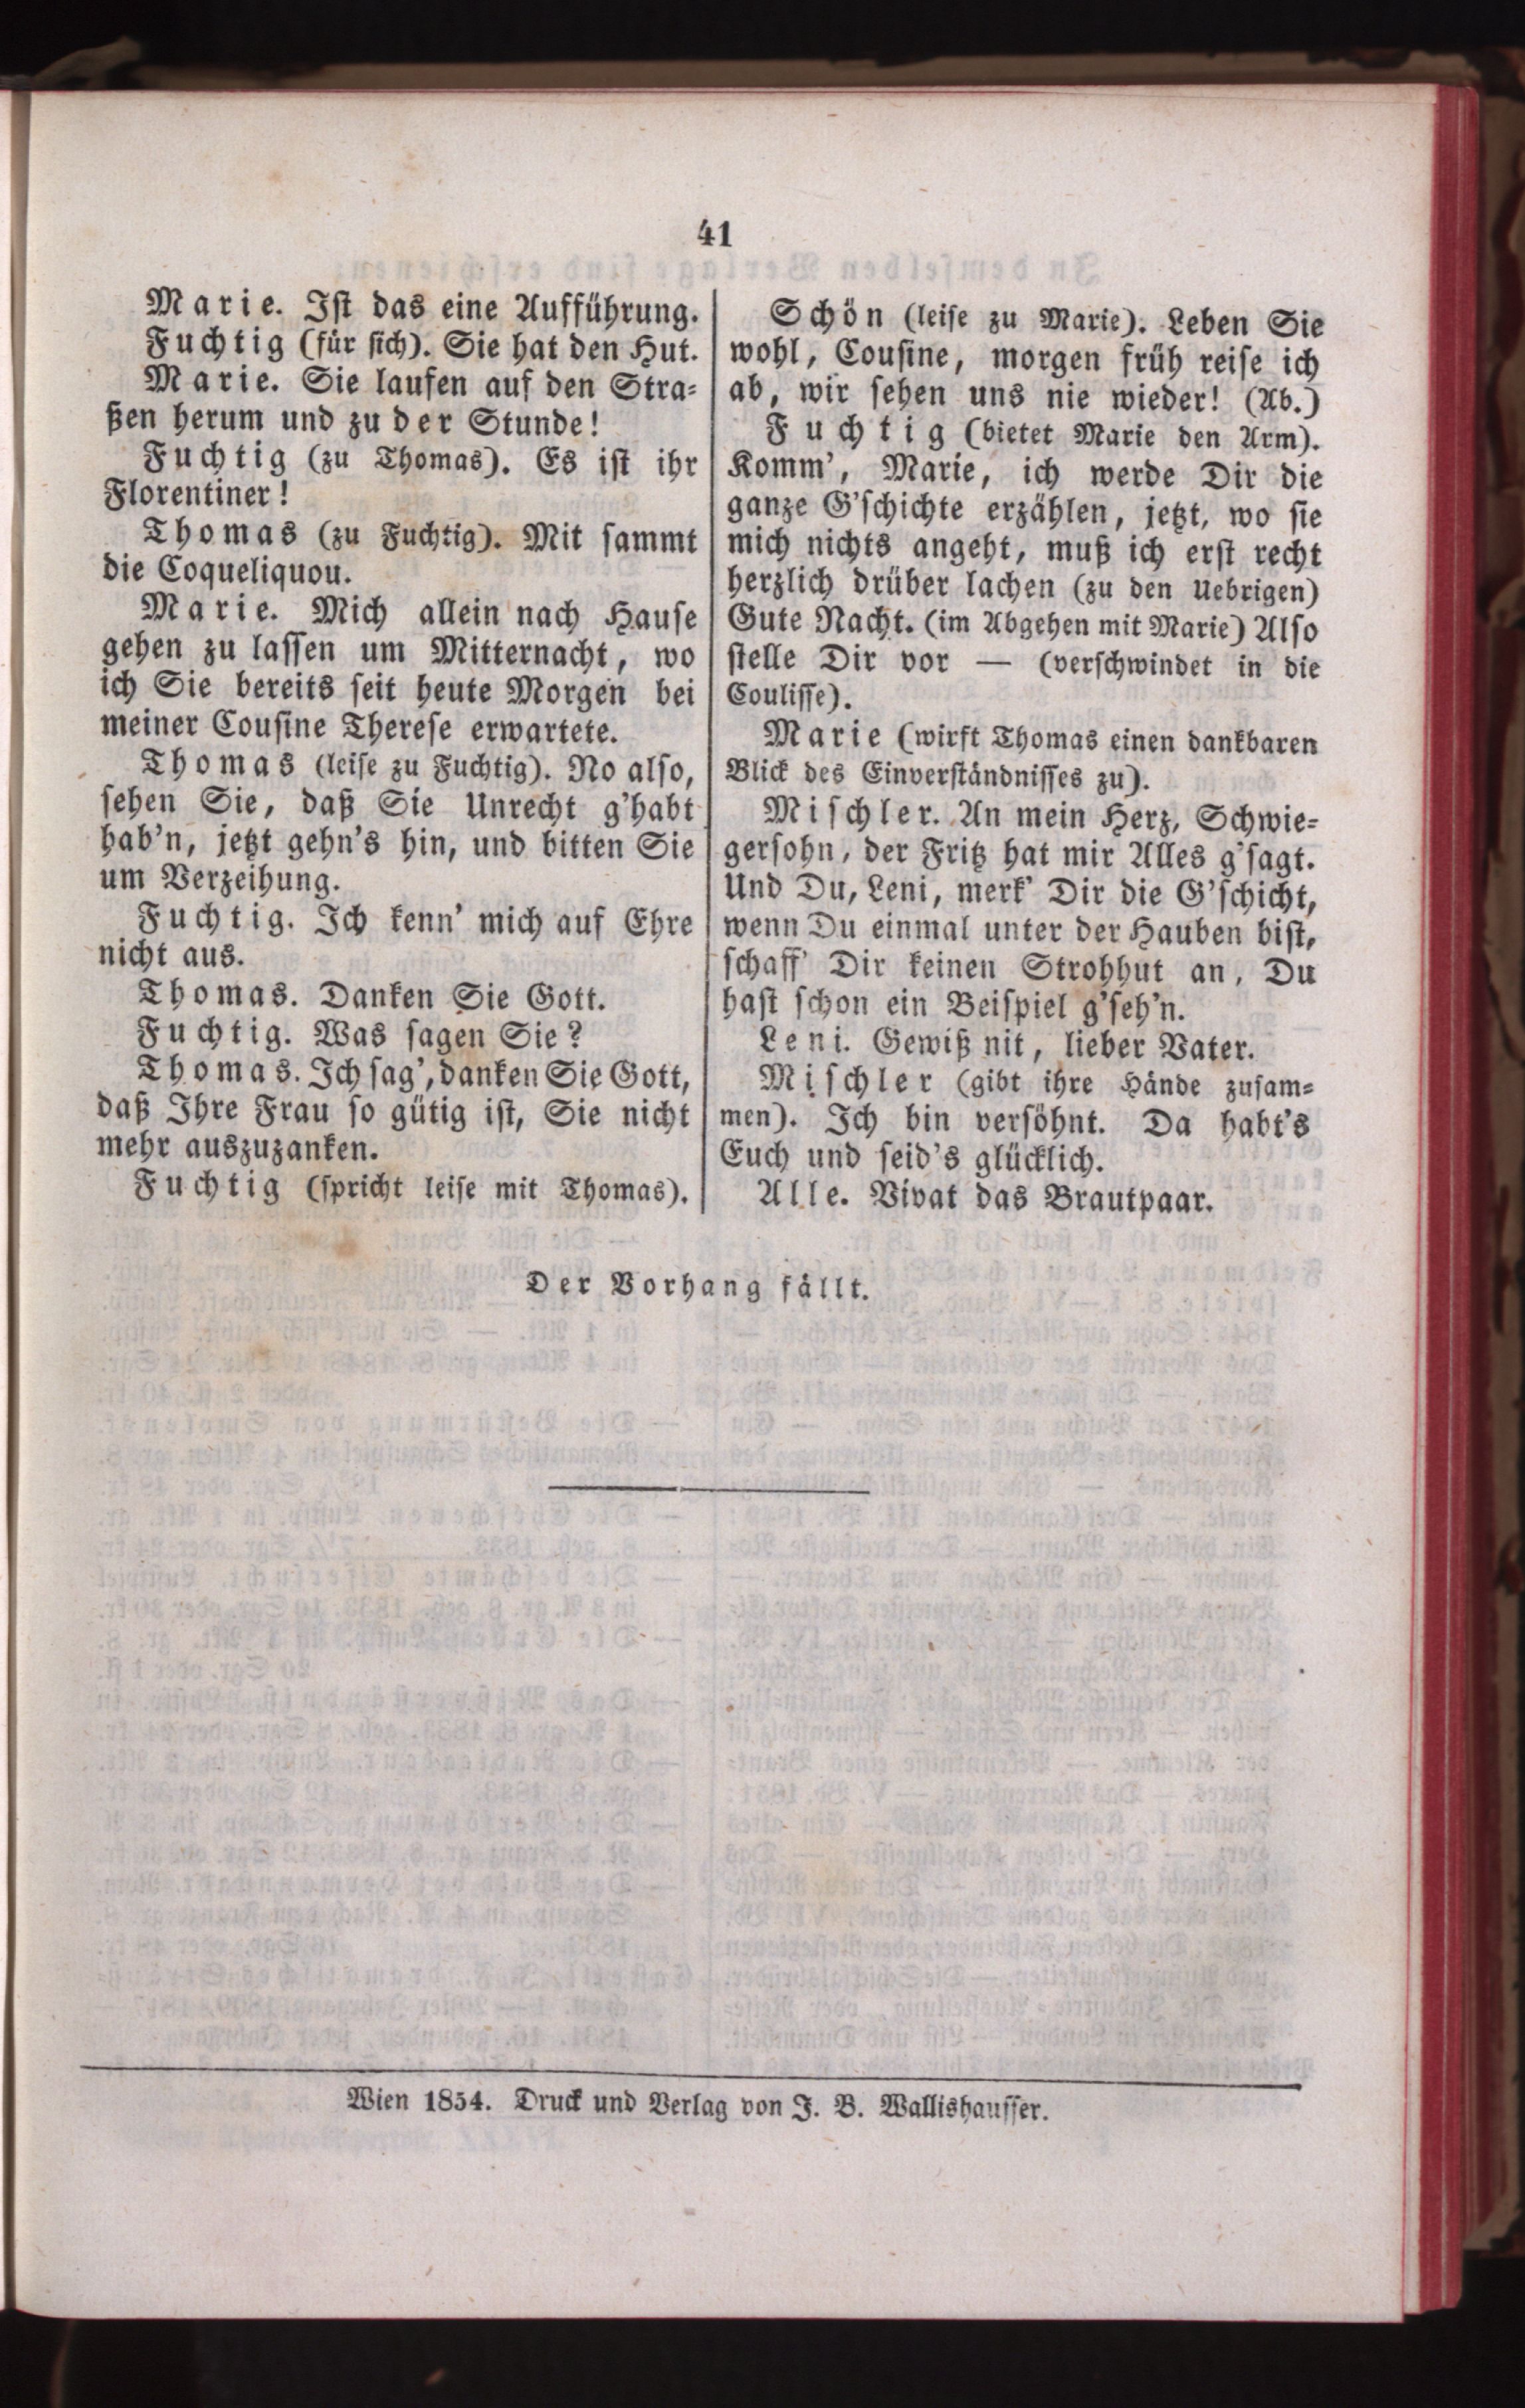 41
Marie. Ist das eine Aufführung.
Fuchtig (für sich). Sie hat den Hut.
Marie. Sie laufen auf den Stra-
ßen herum und zu der Stunde!
Fuchtig (zu Thomas). Es ist ihr
Florentiner!
Thomas (zu Fuchtig). Mit sammt
die Coqueliquou.
Marie. Mich allein nach Hause
gehen zu lassen um Mitternacht, wo
ich Sie bereits seit heute Morgen bei
meiner Cousine Therese erwartete.
Thomas (leise zu Fuchtig). No also,
sehen Sie, daß Sie Unrecht g'habt
hab'n, jetzt gehn's hin, und bitten Sie
um Verzeihung.
Fuchtig. Ich kenn' mich auf Ehre
nicht aus.
Thomas. Danken Sie Gott.
Fuchtig. Was sagen Sie?
Thomas. Ich sag', danken Sie Gott,
daß Ihre Frau so gütig ist, Sie nicht
mehr auszuzanken.
Fuchtig (spricht leise mit Thomas).
Schön (leise zu Marie). Leben Sie
wohl, Cousine, morgen früh reise ich
ab, wir sehen uns nie wieder! (Ab.)
Fuchtig (bietet Marie den Arm).
Komm', Marie, ich werde Dir die
ganze G'schichte erzählen, jetzt, wo sie
mich nichts angeht, muß ich erst recht
herzlich drüber lachen (zu den Uebrigen)
Gute Nacht. (im Abgehen mit Marie) Also
stelle Dir vor — (verschwindet in die
Coulisse).
Marie (wirft Thomas einen dankbaren
Blick des Einverständnisses zu).
Mischler. An mein Herz, Schwie-
gersohn, der Fritz hat mir Alles g'sagt.
Und Du, Leni, merk' Dir die G'schicht,
wenn Du einmal unter der Hauben bist,
schaff' Dir keinen Strohhut an, Du
hast schon ein Beispiel g'seh'n.
Leni. Gewiß nit, lieber Vater.
Mischler (gibt ihre Hände zusam-
men). Ich bin versöhnt. Da habt's
Euch und seid's glücklich.
Alle. Vivat das Brautpaar.
Der Vorhang fällt.
Wien 1854. Druck und Verlag von J. B. Wallishausser.